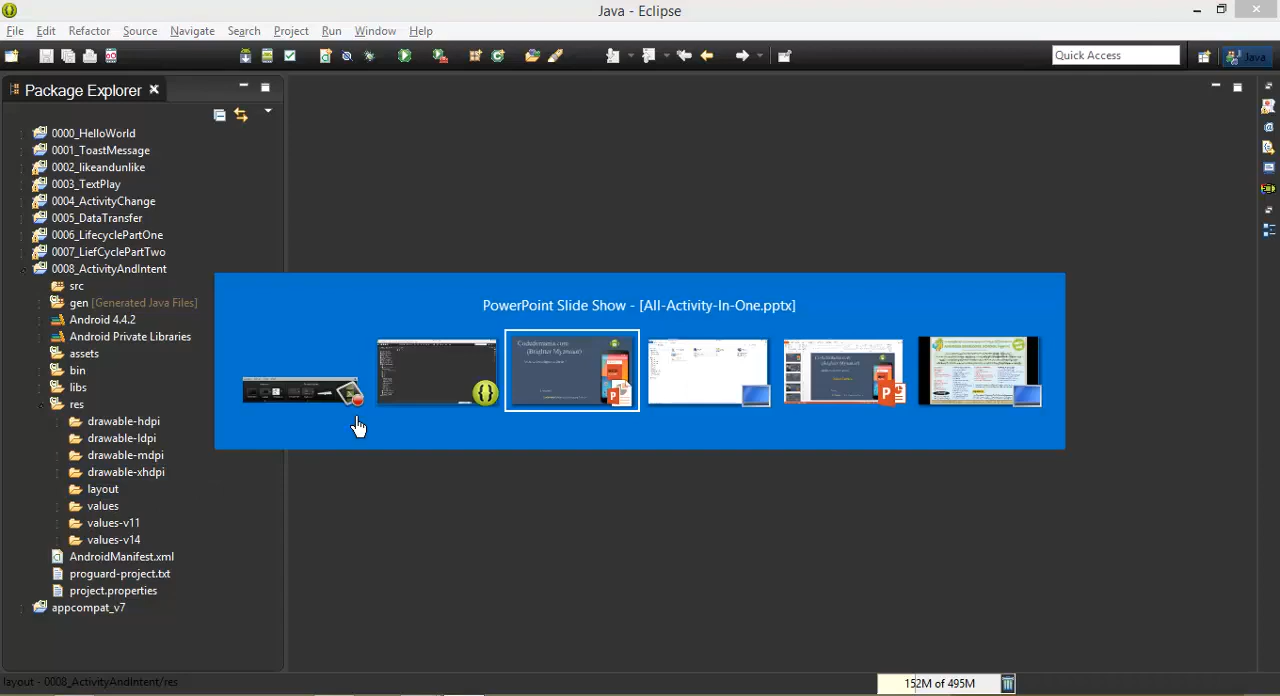 Java - Eclipse
File Edit Refactor Source Navigate Search Project Run Window Help
Quick Access
Java
Package Explorer
0000_HelloWorld
0001_ToastMessage
0002_likeandunlike
0003_TextPlay
0004_ActivityChange
0005_DataTransfer
0006_LifecyclePartOne
0007_LiefCyclePartTwo
0008_ActivityAndIntent
src
gen [Generated Java Files]
Android 4.4.2
Android Private Libraries
assets
bin
libs
res
drawable-hdpi
drawable-ldpi
drawable-mdpi
drawable-xhdpi
layout
values
values-v11
values-v14
AndroidManifest.xml
proguard-project.txt
project.properties
appcompat_v7
PowerPoint Slide Show - [All-Activity-In-One.pptx]
layout - 0008_ActivityAndIntent/res
152M of 495M